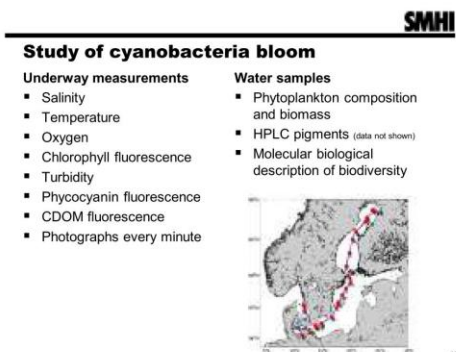 SMHI
Study of cyanobacteria bloom
Underway measurements
▪ Salinity
▪ Temperature
▪ Oxygen
▪ Chlorophyll fluorescence
▪ Turbidity
▪ Phycocyanin fluorescence
▪ CDOM fluorescence
▪ Photographs every minute
Water samples
▪ Phytoplankton composition
and biomass
▪ HPLC pigments (data not shown)
▪ Molecular biological
description of biodiversity